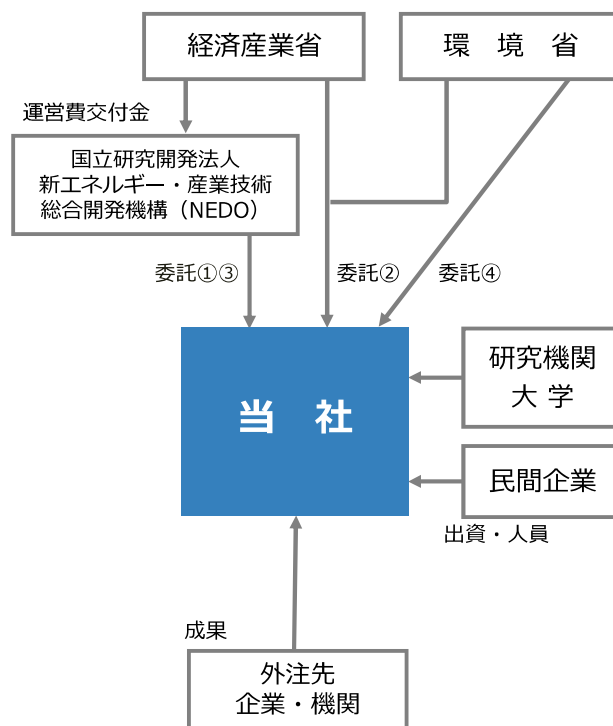 経済産業省
環 境 省
運営費交付金
国立研究開発法人
新エネルギー・産業技術
総合開発機構（NEDO）
委託①③
委託②
委託④
当 社
研究機関
大 学
民間企業
出資・人員
成果
外注先
企業・機関